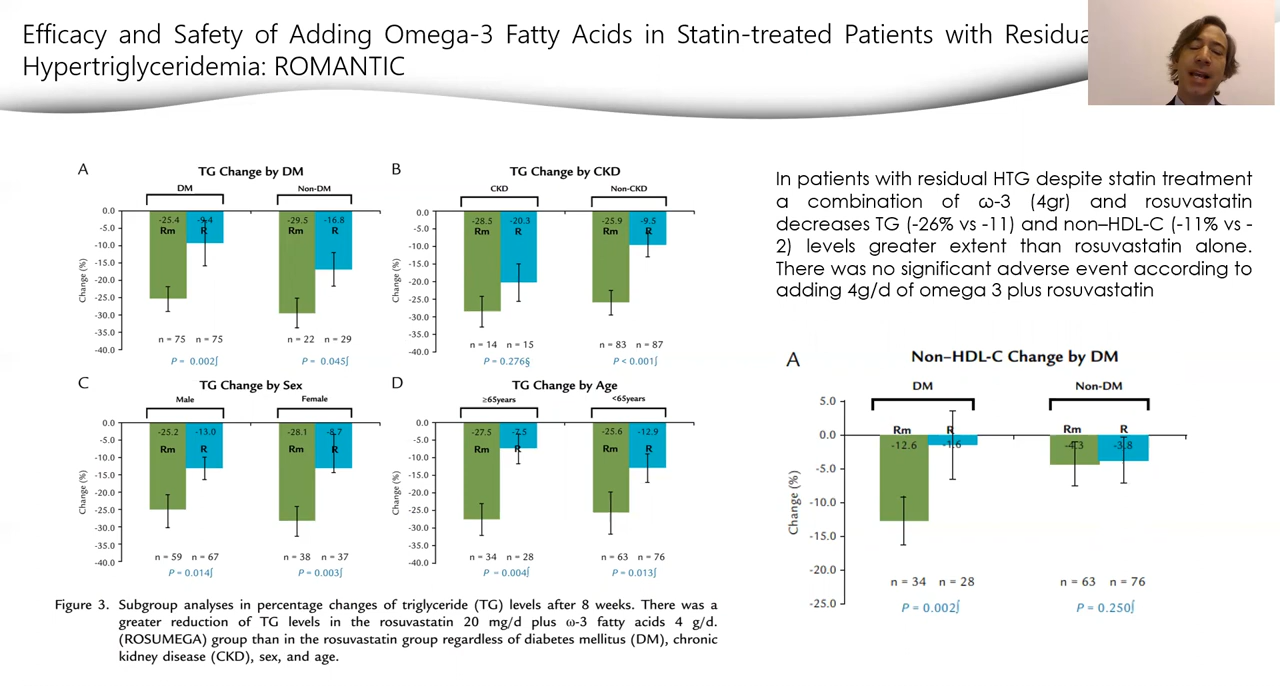 Efficacy and Safety of Adding Omega-3 Fatty Acids in Statin-treated Patients with
Hypertriglyceridemia: ROMANTIC
A
TG Change by DM
DM
Non-DM
0.0
-5.0
-10.0
-15.0
-20.0
-25.0
-30.0
-35.0
-40.0
Change (%)
-25.4 -9.4 -29.5 -16.8
Rm R Rm R
n = 75 n = 75 n = 22 n = 29
P = 0.002∫ P = 0.045∫
B
TG Change by CKD
CKD
Non-CKD
0.0
-5.0
-10.0
-15.0
-20.0
-25.0
-30.0
-35.0
-40.0
Change (%)
-28.5 -20.3 -25.9 -9.5
Rm R Rm R
n = 14 n = 15 n = 83 n = 87
P = 0.276§ P < 0.001∫
C
TG Change by Sex
Male
Female
0.0
-5.0
-10.0
-15.0
-20.0
-25.0
-30.0
-35.0
-40.0
Change (%)
-25.2 -13.0 -28.1 -8.7
Rm R Rm R
n = 59 n = 67 n = 38 n = 37
P = 0.014∫ P = 0.003∫
D
TG Change by Age
≥65years
<65years
0.0
-5.0
-10.0
-15.0
-20.0
-25.0
-30.0
-35.0
-40.0
Change (%)
-27.5 -7.5 -25.6 -12.9
Rm R Rm R
n = 34 n = 28 n = 63 n = 76
P = 0.004∫ P = 0.013∫
Figure 3. Subgroup analyses in percentage changes of triglyceride (TG) levels after 8 weeks. There was a
greater reduction of TG levels in the rosuvastatin 20 mg/d plus ω-3 fatty acids 4 g/d.
(ROSUMEGA) group than in the rosuvastatin group regardless of diabetes mellitus (DM), chronic
kidney disease (CKD), sex, and age.
In patients with residual HTG despite statin treatment
a combination of ω-3 (4gr) and rosuvastatin
decreases TG (-26% vs -11) and non–HDL-C (-11% vs -
2) levels greater extent than rosuvastatin alone.
There was no significant adverse event according to
adding 4g/d of omega 3 plus rosuvastatin
A
Non–HDL-C Change by DM
DM
Non-DM
5.0
0.0
-5.0
-10.0
-15.0
-20.0
-25.0
Change (%)
Rm R Rm R
-12.6 -1.6 -4.3 -3.8
n = 34 n = 28 n = 63 n = 76
P = 0.002∫ P = 0.250∫